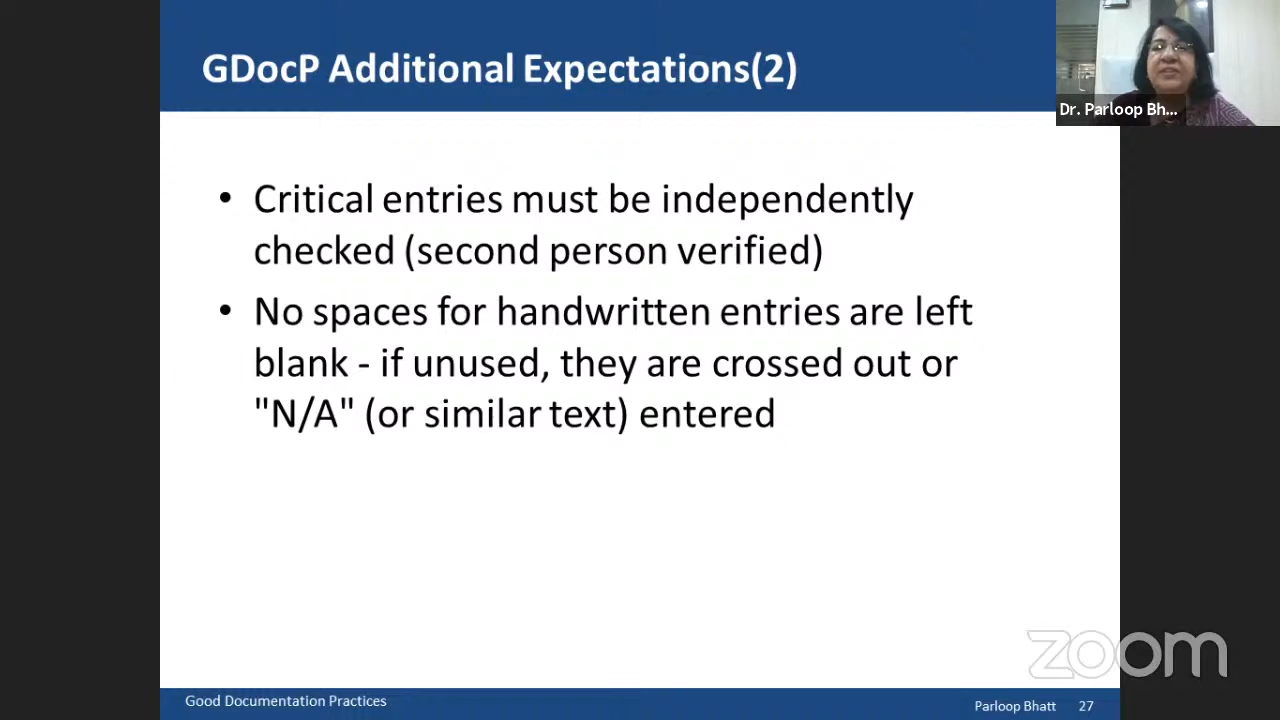 GDocP Additional Expectations(2)
Dr. Parloop Bh...
• Critical entries must be independently
checked (second person verified)
• No spaces for handwritten entries are left
blank - if unused, they are crossed out or
"N/A" (or similar text) entered
zoom
Good Documentation Practices
Parloop Bhatt 27